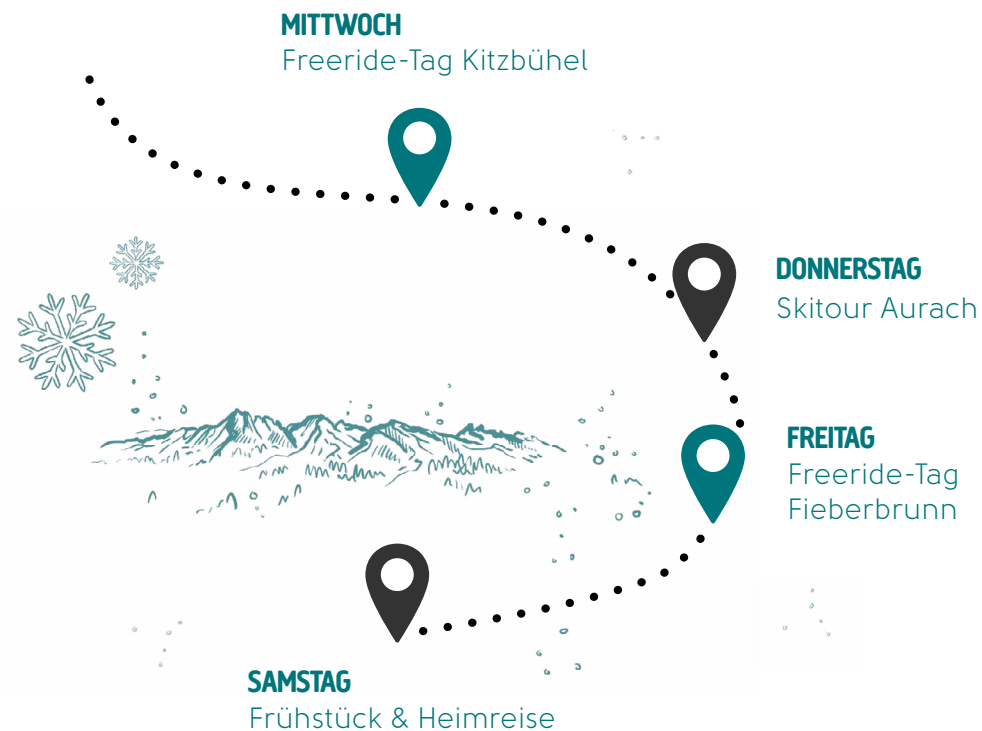 MITTWOCH
Freeride-Tag Kitzbühel
DONNERSTAG
Skitour Aurach
FREITAG
Freeride-Tag
Fieberbrunn
SAMSTAG
Frühstück & Heimreise